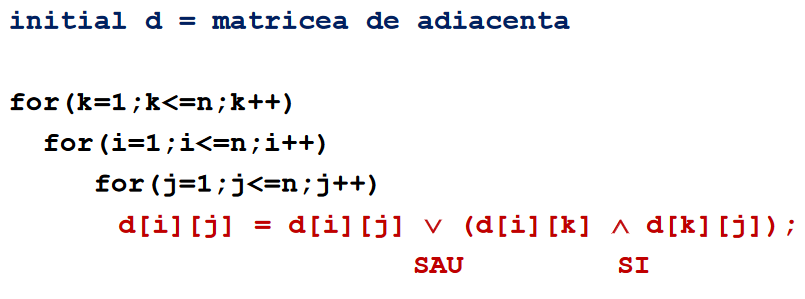 initial d = matricea de adiacenta
for(k=1;k<=n;k++)
for(i=1;i<=n;i++)
for(j=1;j<=n;j++)
d[i][j] = d[i][j] ∨ (d[i][k] ∧ d[k][j]);
SAU SI